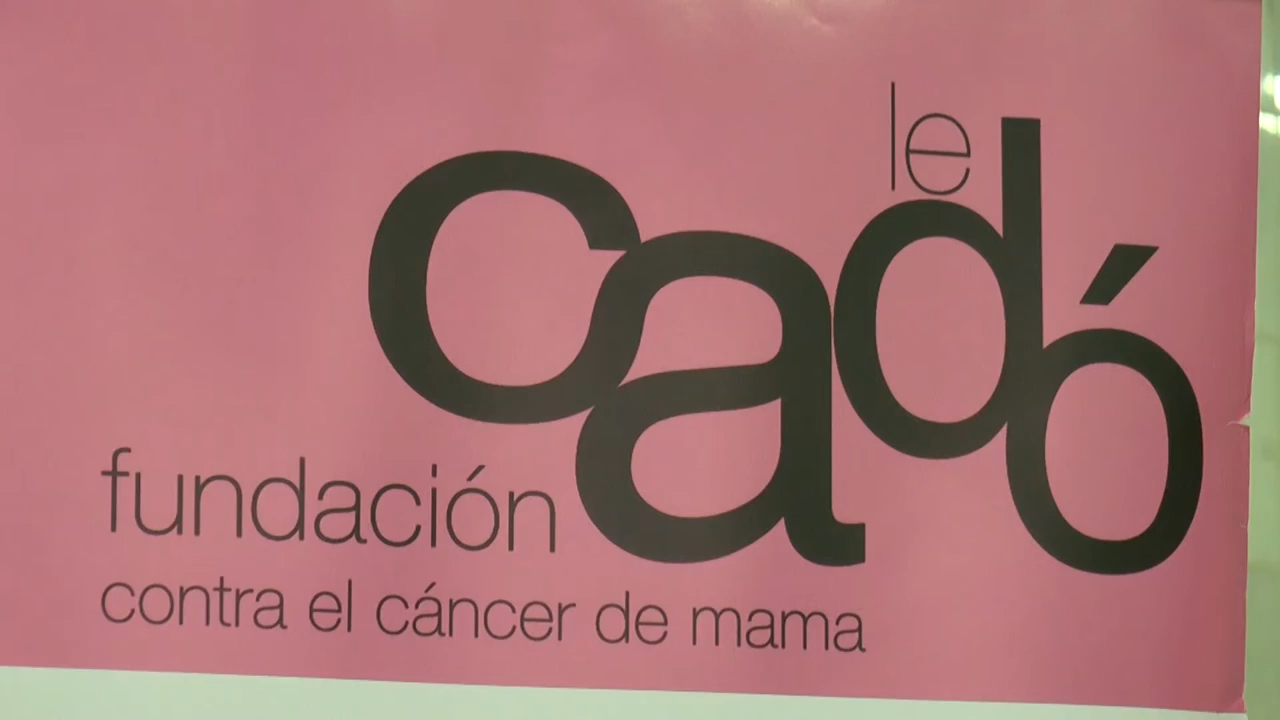 le
cadó
fundación
contra el cáncer de mama